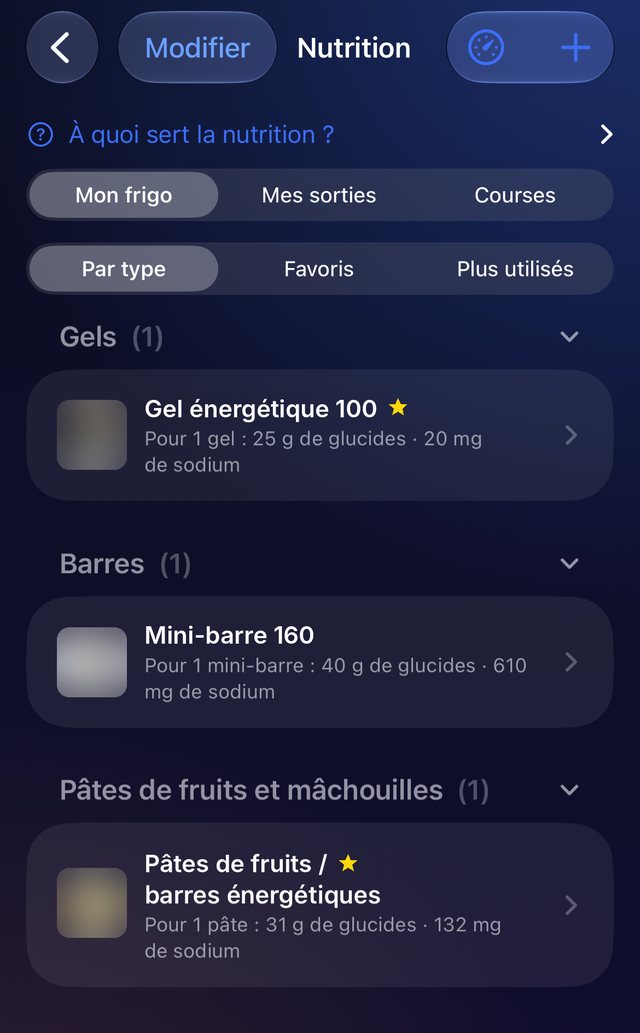 Modifier
Nutrition
À quoi sert la nutrition ?
Mon frigo
Mes sorties
Courses
Par type
Favoris
Plus utilisés
Gels (1)
Gel énergétique 100
Pour 1 gel : 25 g de glucides · 20 mg
de sodium
Barres (1)
Mini-barre 160
Pour 1 mini-barre : 40 g de glucides · 610
mg de sodium
Pâtes de fruits et mâchouilles (1)
Pâtes de fruits /
barres énergétiques
Pour 1 pâte : 31 g de glucides · 132 mg
de sodium